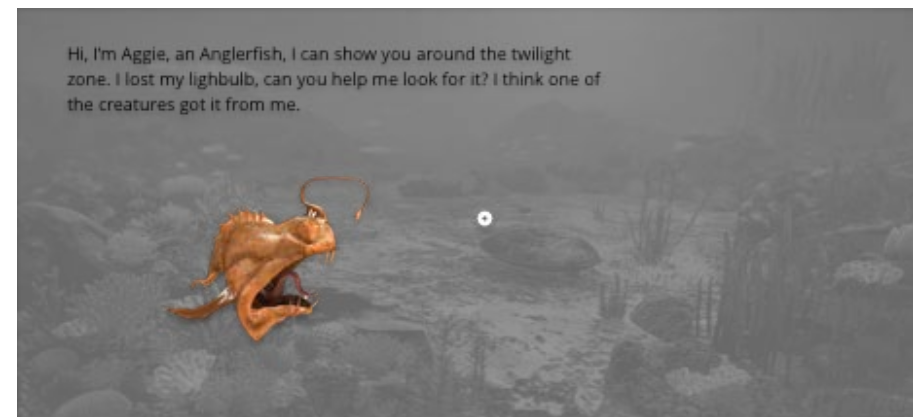 Hi, I'm Aggie, an Anglerfish, I can show you around the twilight
zone. I lost my lighbulb, can you help me look for it? I think one of
the creatures got it from me.